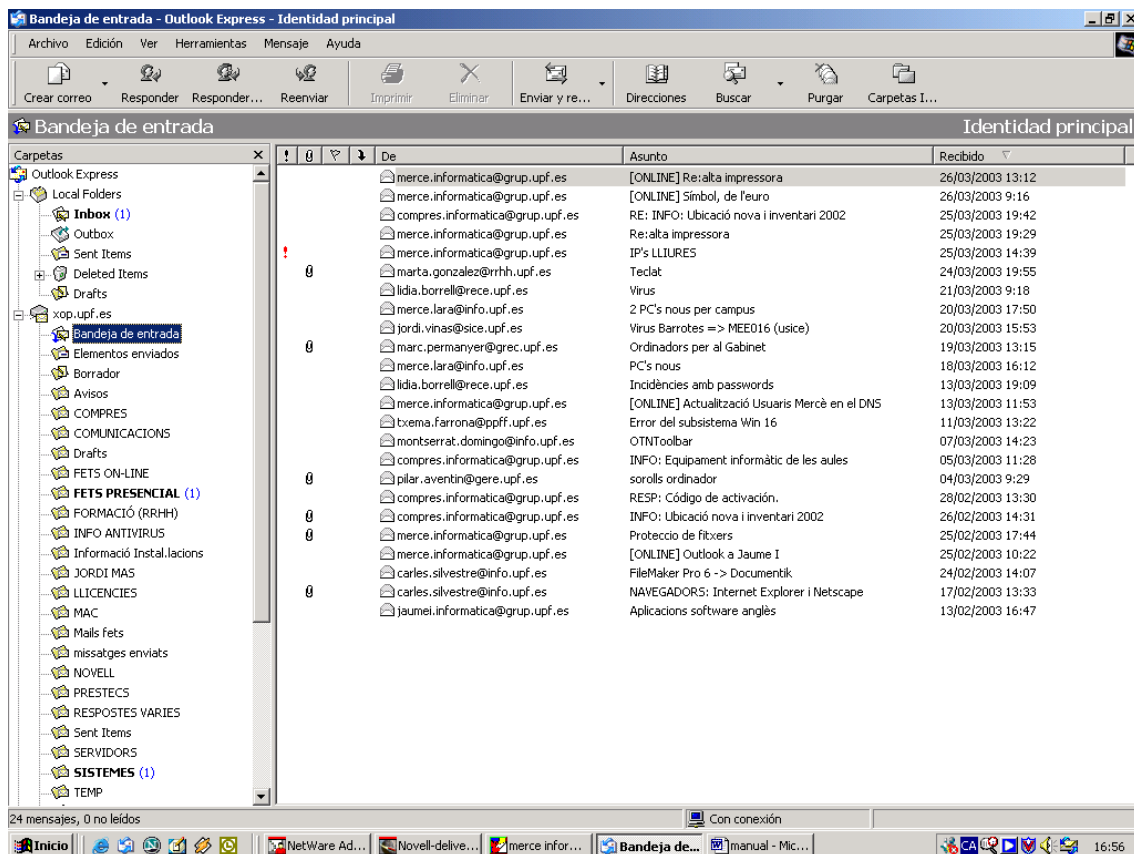 Bandeja de entrada - Outlook Express - Identidad principal
Archivo Edición Ver Herramientas Mensaje Ayuda
Crear correo Responder Responder... Reenviar Imprimir Eliminar Enviar y re... Direcciones Buscar Purgar Carpetas I...
Bandeja de entrada Identidad principal
Carpetas
Outlook Express
Local Folders
Inbox (1)
Outbox
Sent Items
Deleted Items
Drafts
xop.upf.es
Bandeja de entrada
Elementos enviados
Borrador
Avisos
COMPRES
COMUNICACIONS
Drafts
FETS ON-LINE
FETS PRESENCIAL (1)
FORMACIÓ (RRHH)
INFO ANTIVIRUS
Informació Instal.lacions
JORDI MAS
LLICENCIES
MAC
Mails fets
missatges enviats
NOVELL
PRESTECS
RESPOSTES VARIES
Sent Items
SERVIDORS
SISTEMES (1)
TEMP
De Asunto Recibido
merce.informatica@grup.upf.es [ONLINE] Re:alta impressora 26/03/2003 13:12
merce.informatica@grup.upf.es [ONLINE] Símbol, de l'euro 26/03/2003 9:16
compres.informatica@grup.upf.es RE: INFO: Ubicació nova i inventari 2002 25/03/2003 19:42
merce.informatica@grup.upf.es Re:alta impressora 25/03/2003 19:29
merce.informatica@grup.upf.es IP's LLIURES 25/03/2003 14:39
marta.gonzalez@rrhh.upf.es Teclat 24/03/2003 19:55
lidia.borrell@rece.upf.es Virus 21/03/2003 9:18
merce.lara@info.upf.es 2 PC's nous per campus 20/03/2003 17:50
jordi.vinas@sice.upf.es Virus Barrotes => MEE016 (usice) 20/03/2003 15:53
marc.permanyer@grec.upf.es Ordinadors per al Gabinet 19/03/2003 13:15
merce.lara@info.upf.es PC's nous 18/03/2003 16:12
lidia.borrell@rece.upf.es Incidències amb passwords 13/03/2003 19:09
merce.informatica@grup.upf.es [ONLINE] Actualització Usuaris Mercè en el DNS 13/03/2003 11:53
txema.farrona@ppff.upf.es Error del subsistema Win 16 11/03/2003 13:22
montserrat.domingo@info.upf.es OTNToolbar 07/03/2003 14:23
compres.informatica@grup.upf.es INFO: Equipament informàtic de les aules 05/03/2003 11:28
pilar.aventin@gere.upf.es sorolls ordinador 04/03/2003 9:29
compres.informatica@grup.upf.es RESP: Código de activación. 28/02/2003 13:30
compres.informatica@grup.upf.es INFO: Ubicació nova i inventari 2002 26/02/2003 14:31
merce.informatica@grup.upf.es Proteccio de fitxers 25/02/2003 17:44
merce.informatica@grup.upf.es [ONLINE] Outlook a Jaume I 25/02/2003 10:22
carles.silvestre@info.upf.es FileMaker Pro 6 -> Documentik 24/02/2003 14:07
carles.silvestre@info.upf.es NAVEGADORS: Internet Explorer i Netscape 17/02/2003 13:33
jaumei.informatica@grup.upf.es Aplicacions software anglès 13/02/2003 16:47
24 mensajes, 0 no leídos Con conexión
Inicio NetWare Ad... Novell-delive... merce infor... Bandeja de... manual - Mic... CA 16:56